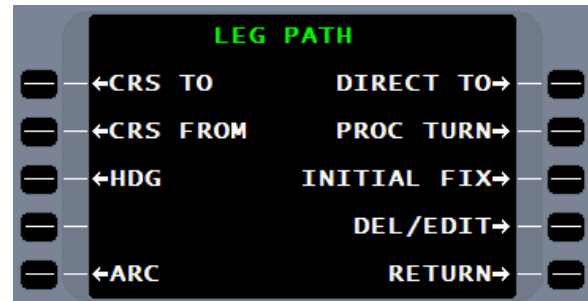 LEG PATH
←CRS TO DIRECT TO→
←CRS FROM PROC TURN→
←HDG INITIAL FIX→
DEL/EDIT→
←ARC RETURN→